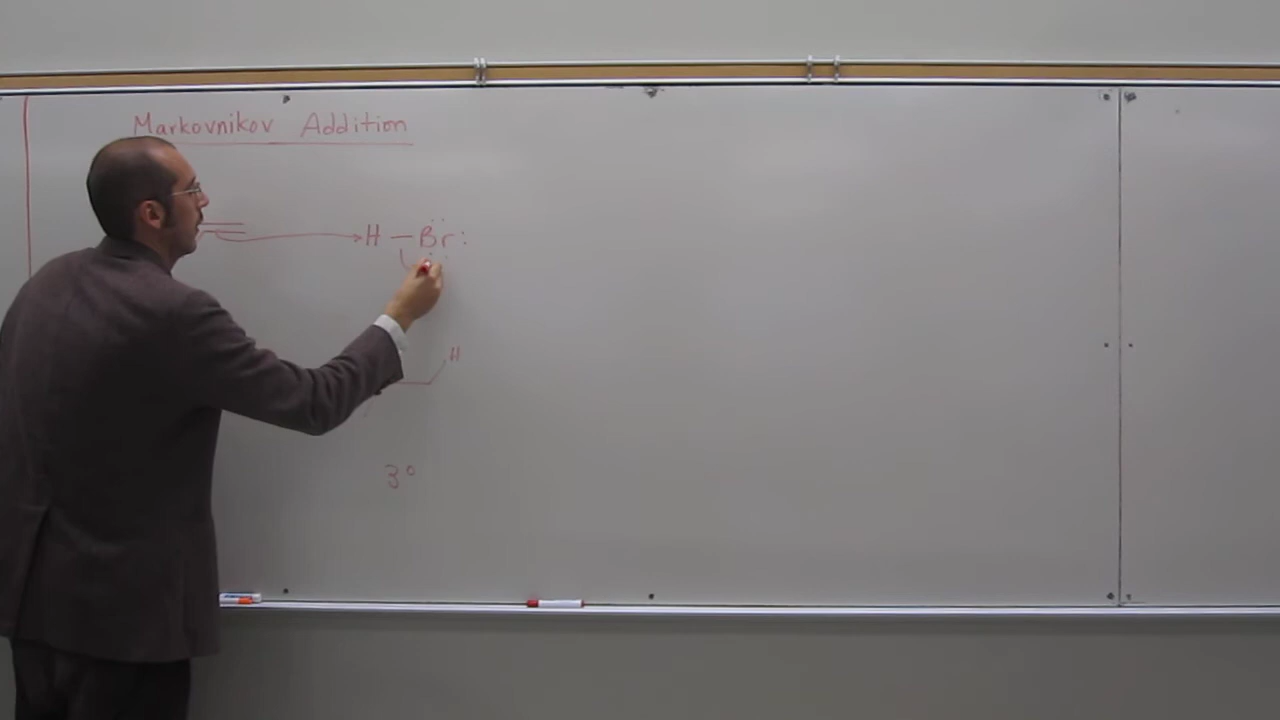 Markovnikov Addition
H — Br:
H
3°